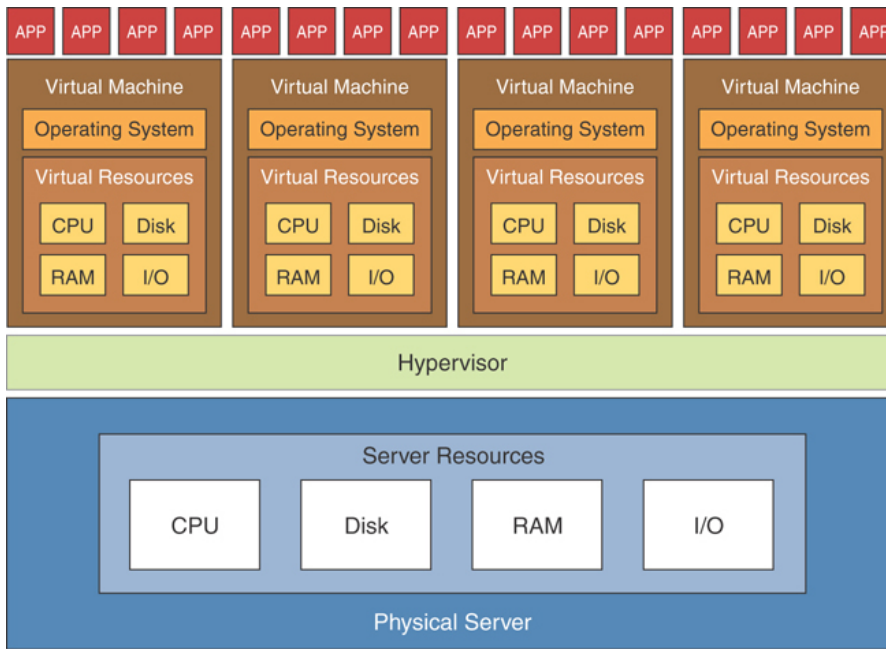 APP APP APP APP APP APP APP APP APP APP APP APP APP APP APP APP
Virtual Machine Virtual Machine Virtual Machine Virtual Machine
Operating System Operating System Operating System Operating System
Virtual Resources Virtual Resources Virtual Resources Virtual Resources
CPU Disk CPU Disk CPU Disk CPU Disk
RAM I/O RAM I/O RAM I/O RAM I/O
Hypervisor
Server Resources
CPU Disk RAM I/O
Physical Server